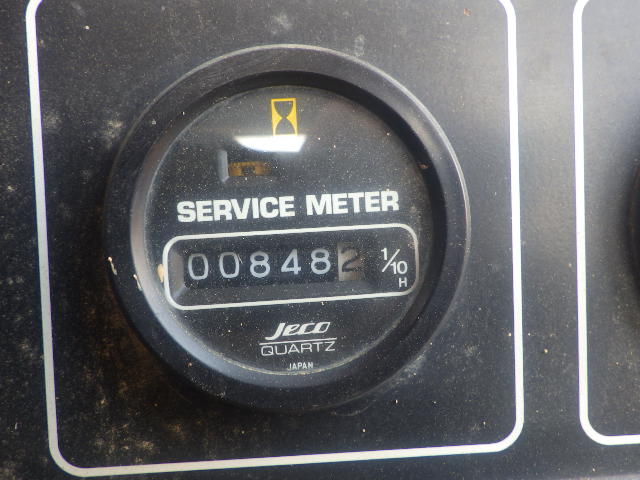 SERVICE METER
008482 1/10 H
Jeco
QUARTZ
JAPAN